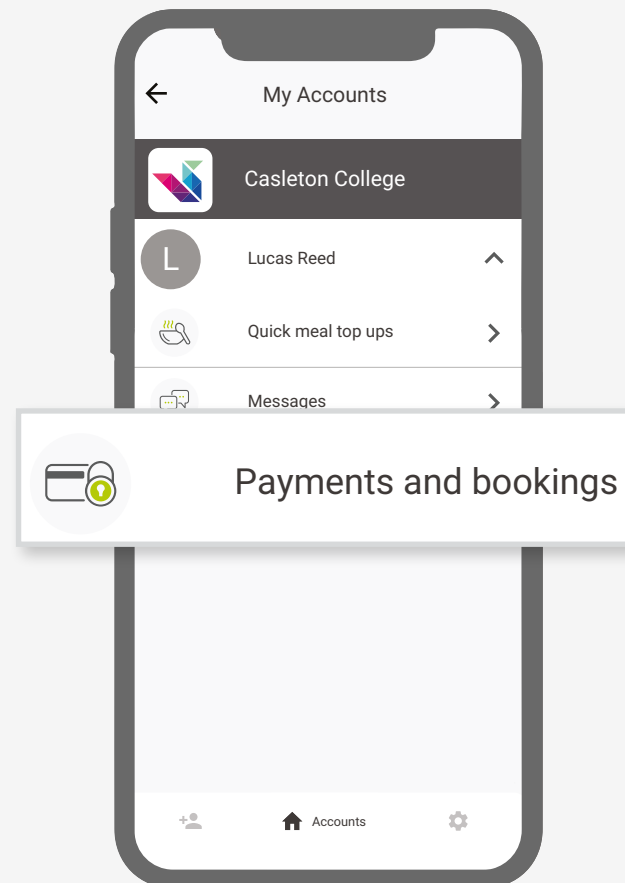 My Accounts
Casleton College
L
Lucas Reed
Quick meal top ups
Messages
Payments and bookings
Accounts